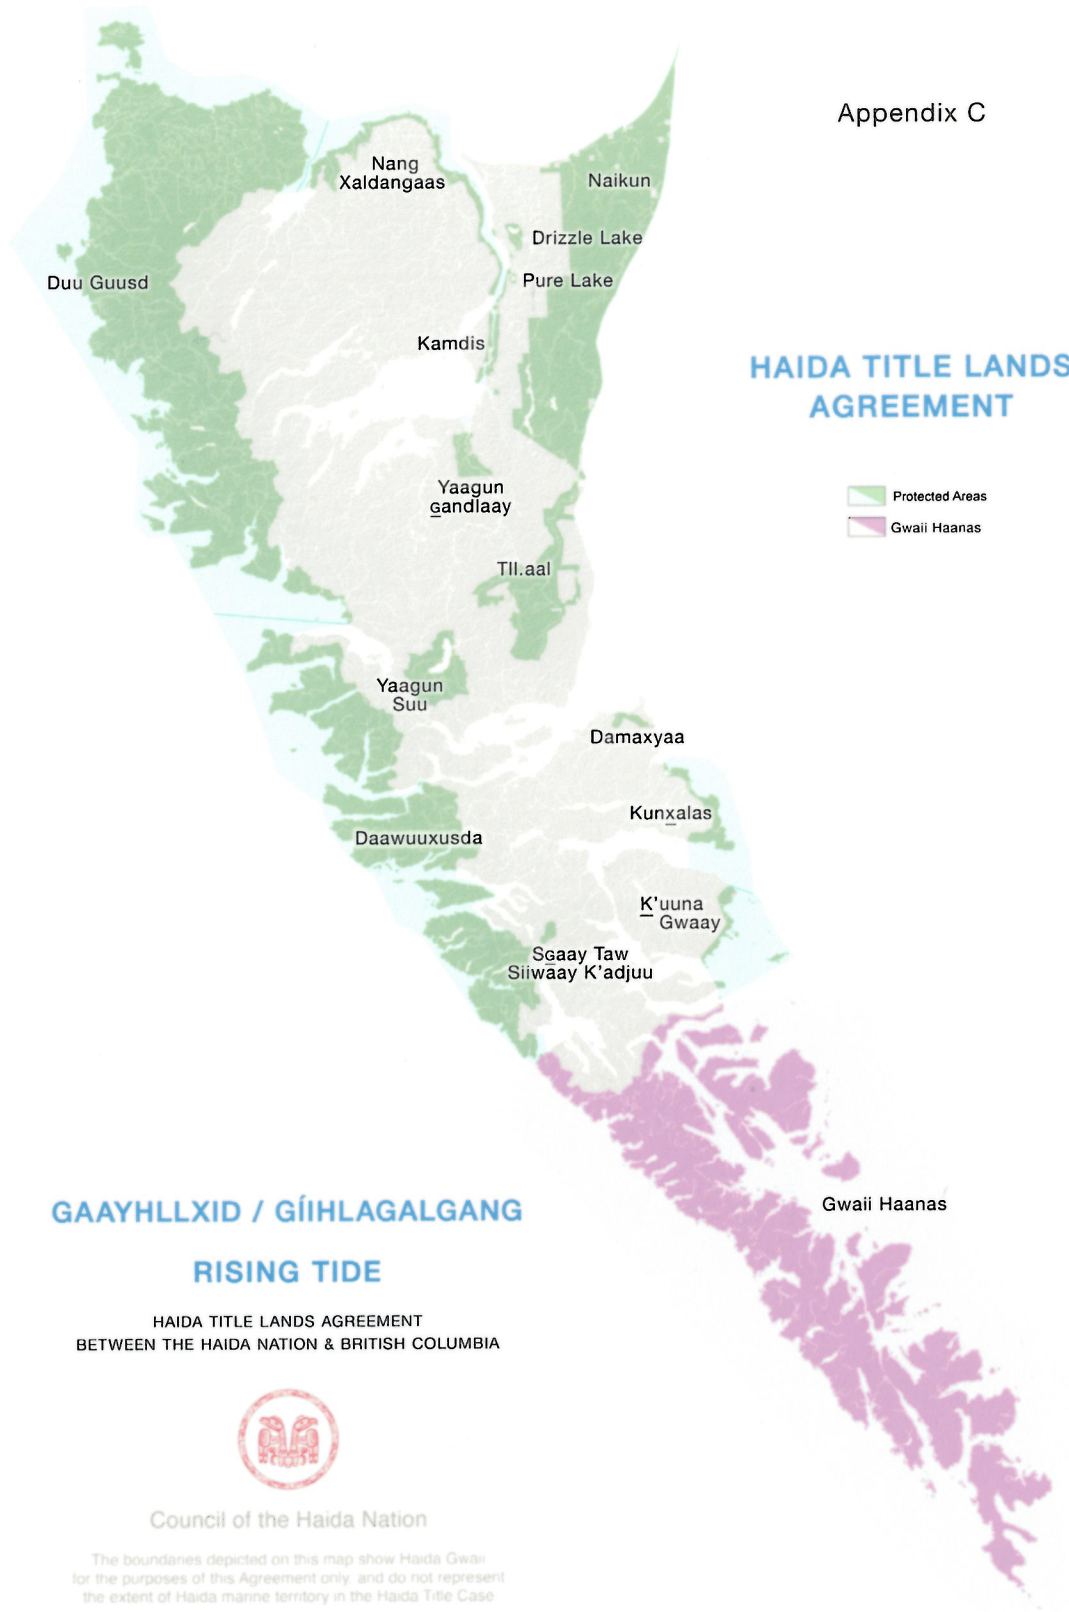 Appendix C
Nang
Xaldangaas
Naikun
Drizzle Lake
Pure Lake
Duu Guusd
Kamdis
HAIDA TITLE LANDS
AGREEMENT
Protected Areas
Gwaii Haanas
Yaagun
G̲andlaay
Tll.aal
Yaagun
Suu
Damaxyaa
Kunx̲alas
Daawuuxusda
K̲'uuna
Gwaay
SG̲aay Taw
Siiwaay K'adjuu
Gwaii Haanas
GAAYHLLXID / GÍIHLAGALGANG
RISING TIDE
HAIDA TITLE LANDS AGREEMENT
BETWEEN THE HAIDA NATION & BRITISH COLUMBIA
Council of the Haida Nation
The boundaries depicted on this map show Haida Gwaii
for the purposes of this Agreement only, and do not represent
the extent of Haida marine territory in the Haida Title Case